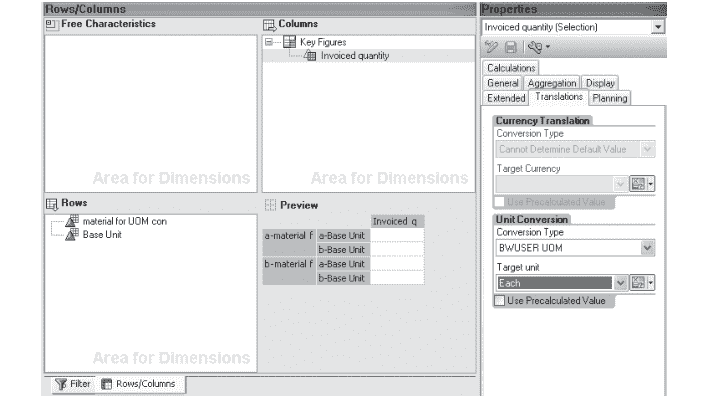 Rows/Columns
Free Characteristics
Columns
Key Figures
Invoiced quantity
Area for Dimensions
Area for Dimensions
Rows
material for UOM con
Base Unit
Area for Dimensions
Preview
Invoiced q
a-material f a-Base Unit
b-Base Unit
b-material f a-Base Unit
b-Base Unit
Filter Rows/Columns
Properties
Invoiced quantity (Selection)
Calculations
General Aggregation Display
Extended Translations Planning
Currency Translation
Conversion Type
Cannot Detemine Default Value
Target Currency
Use Precalculated Value
Unit Conversion
Conversion Type
BWUSER UOM
Target unit
Each
Use Precalculated Value